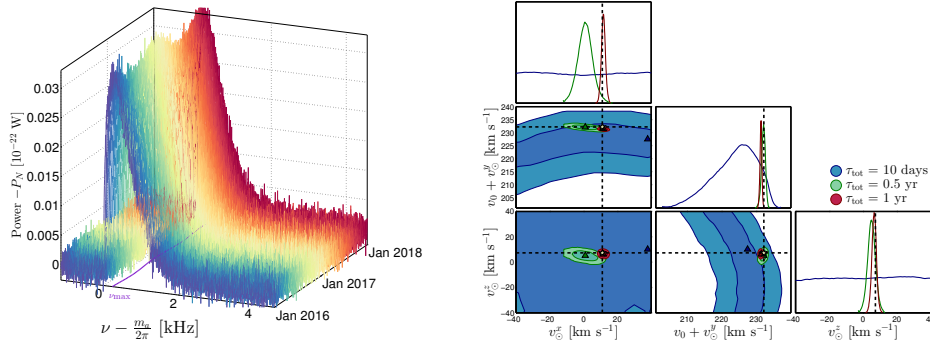 Power −P_N [10^{-22} W]
0.03
0.025
0.02
0.015
0.01
0.005
0
0
2
4
ν_max
ν − m_a/2π [kHz]
Jan 2016
Jan 2017
Jan 2018
v_0 + v_⊙^y [km s^{-1}]
240
235
230
225
220
215
210
205
v_⊙^z [km s^{-1}]
40
20
0
-20
-40
-40
-20
0
20
v_⊙^x [km s^{-1}]
210
220
230
v_0 + v_⊙^y [km s^{-1}]
-40
-20
0
20
40
v_⊙^z [km s^{-1}]
τ_tot = 10 days
τ_tot = 0.5 yr
τ_tot = 1 yr